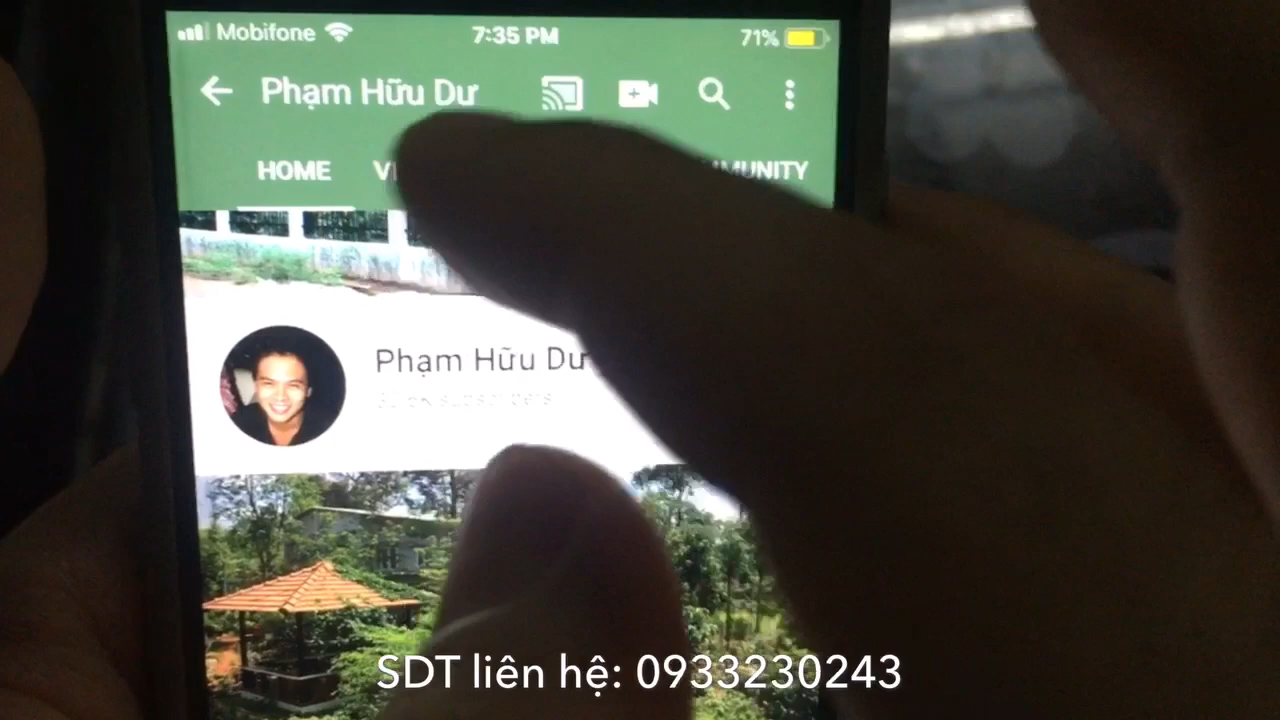 Mobifone 7:35 PM 71%
Phạm Hữu Dư
HOME
Phạm Hữu Dư
SDT liên hệ: 0933230243